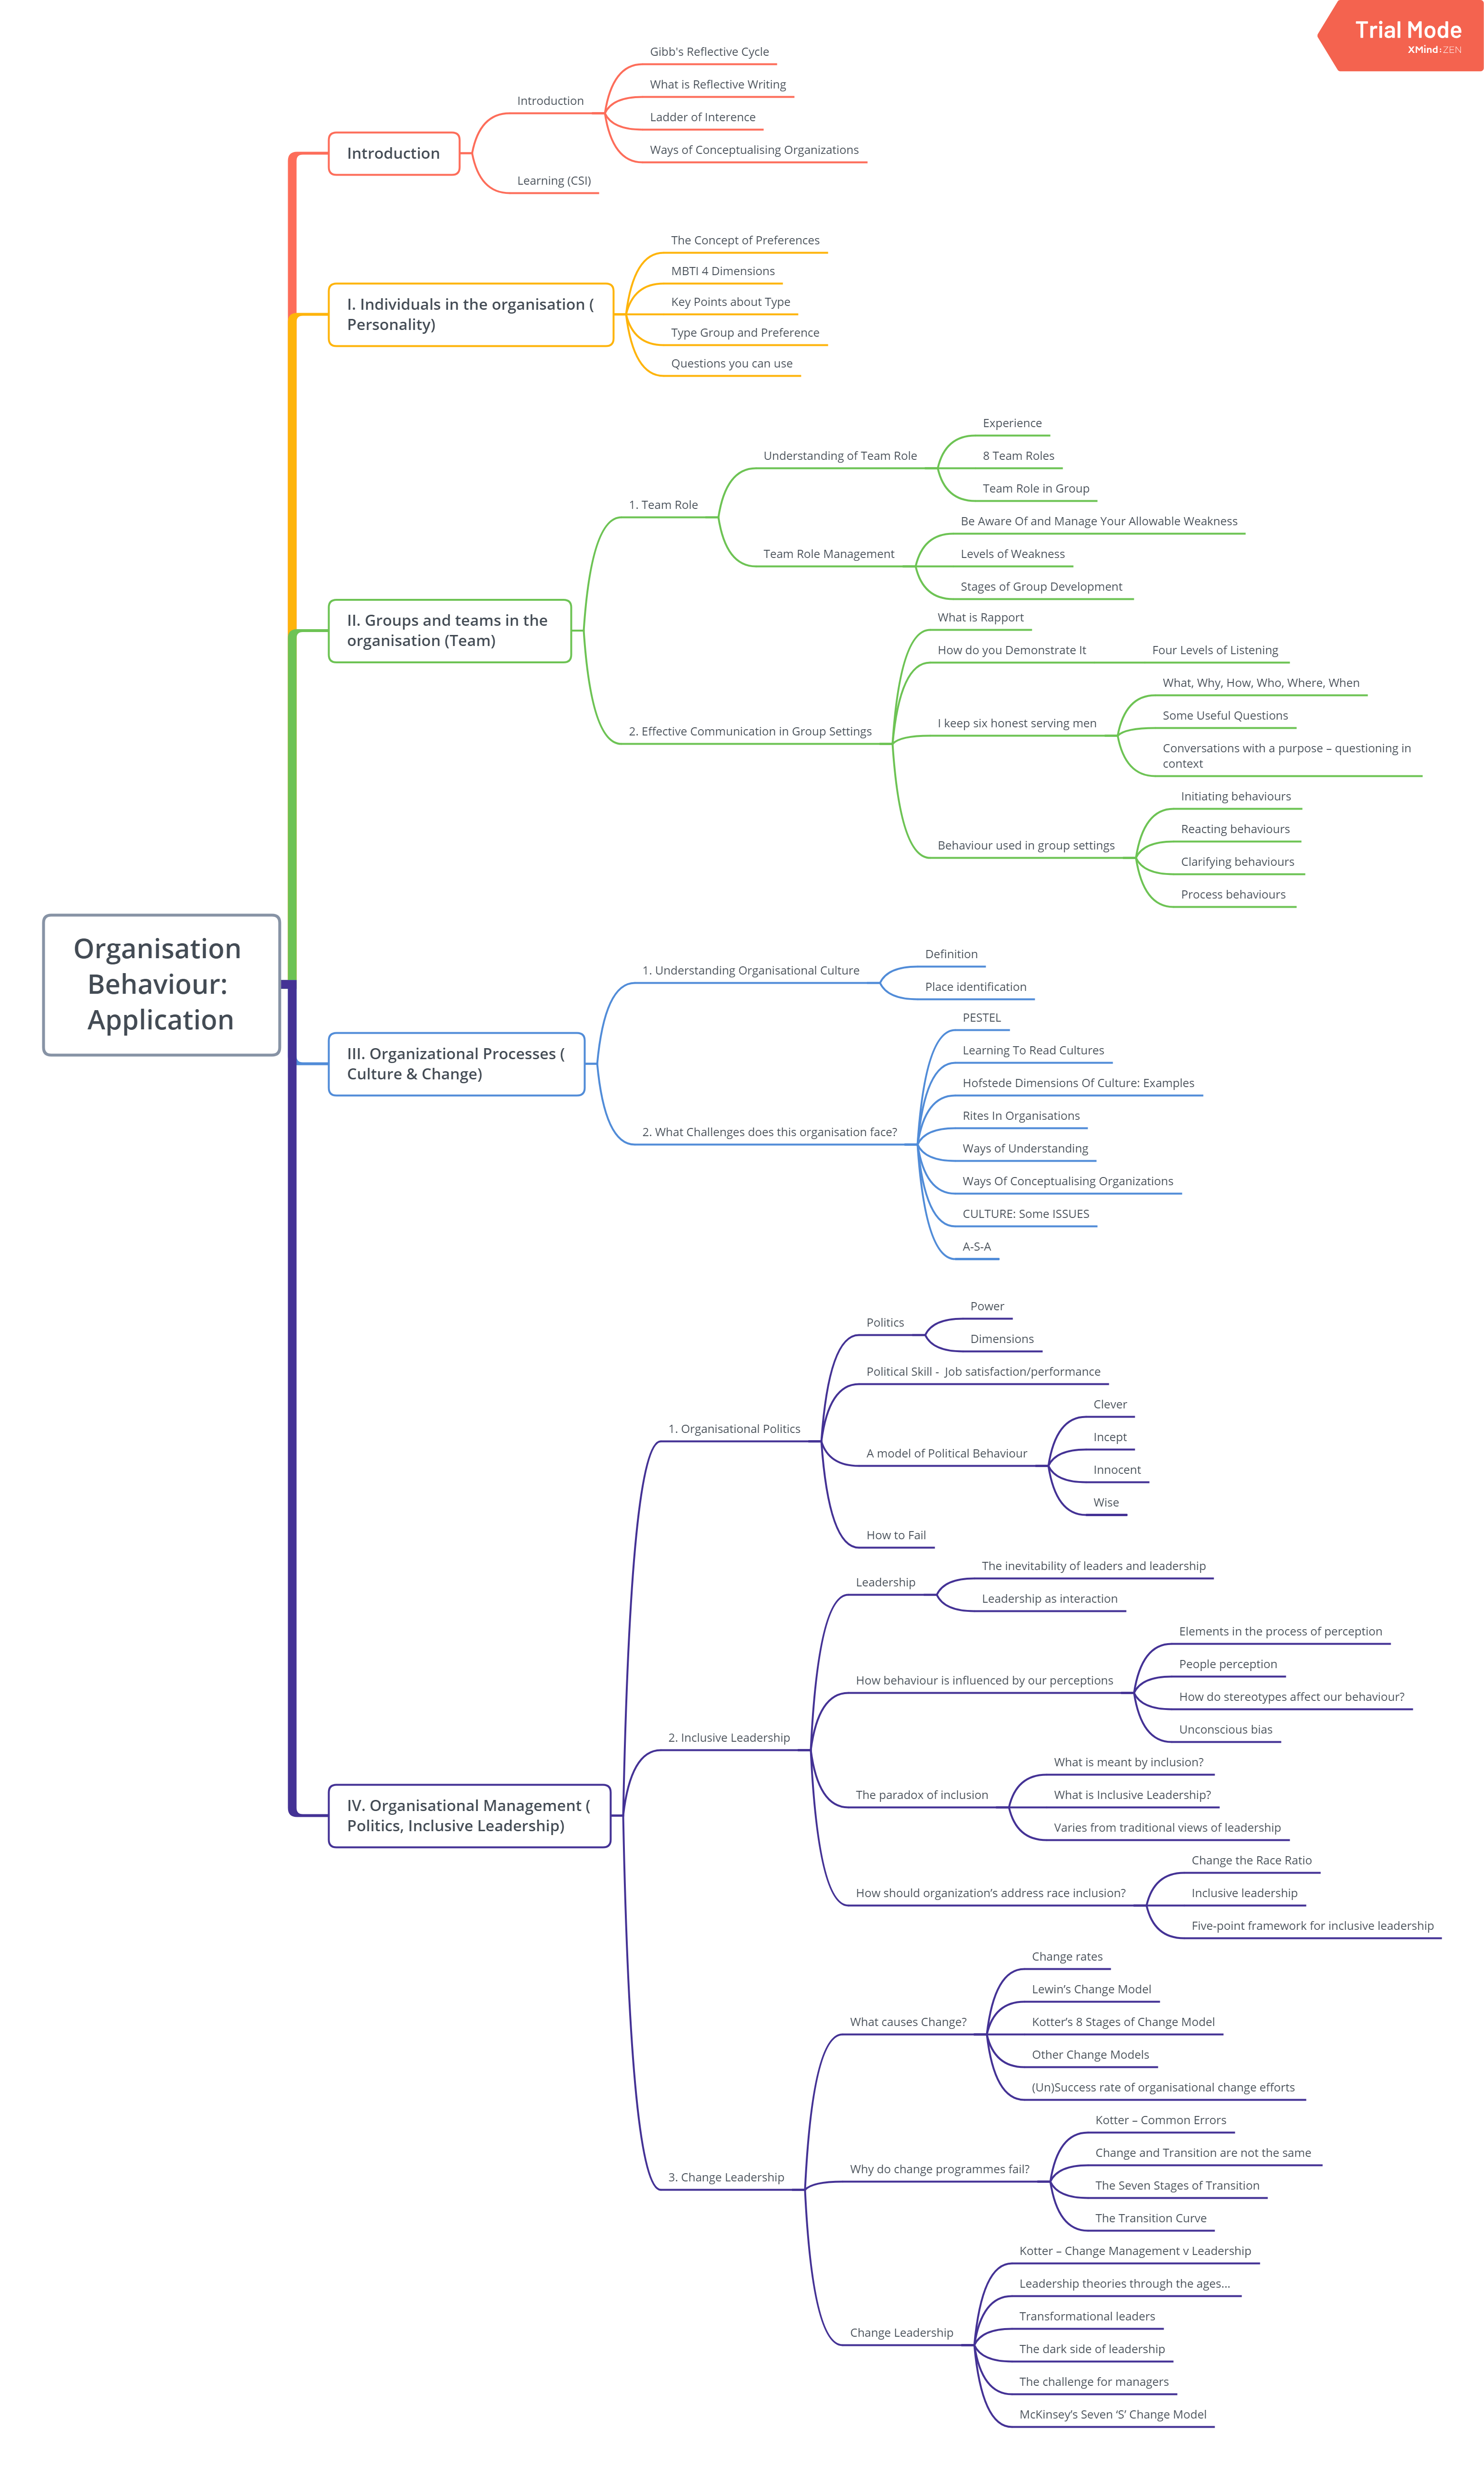 Trial Mode
XMind:ZEN
Organisation
Behaviour:
Application
Introduction
Introduction
Gibb's Reflective Cycle
What is Reflective Writing
Ladder of Interence
Ways of Conceptualising Organizations
Learning (CSI)
I. Individuals in the organisation (
Personality)
The Concept of Preferences
MBTI 4 Dimensions
Key Points about Type
Type Group and Preference
Questions you can use
II. Groups and teams in the
organisation (Team)
1. Team Role
Understanding of Team Role
Experience
8 Team Roles
Team Role in Group
Team Role Management
Be Aware Of and Manage Your Allowable Weakness
Levels of Weakness
Stages of Group Development
2. Effective Communication in Group Settings
What is Rapport
How do you Demonstrate It
Four Levels of Listening
I keep six honest serving men
What, Why, How, Who, Where, When
Some Useful Questions
Conversations with a purpose – questioning in
context
Behaviour used in group settings
Initiating behaviours
Reacting behaviours
Clarifying behaviours
Process behaviours
III. Organizational Processes (
Culture & Change)
1. Understanding Organisational Culture
Definition
Place identification
2. What Challenges does this organisation face?
PESTEL
Learning To Read Cultures
Hofstede Dimensions Of Culture: Examples
Rites In Organisations
Ways of Understanding
Ways Of Conceptualising Organizations
CULTURE: Some ISSUES
A-S-A
IV. Organisational Management (
Politics, Inclusive Leadership)
1. Organisational Politics
Politics
Power
Dimensions
Political Skill - Job satisfaction/performance
A model of Political Behaviour
Clever
Incept
Innocent
Wise
How to Fail
2. Inclusive Leadership
Leadership
The inevitability of leaders and leadership
Leadership as interaction
How behaviour is influenced by our perceptions
Elements in the process of perception
People perception
How do stereotypes affect our behaviour?
Unconscious bias
The paradox of inclusion
What is meant by inclusion?
What is Inclusive Leadership?
Varies from traditional views of leadership
How should organization’s address race inclusion?
Change the Race Ratio
Inclusive leadership
Five-point framework for inclusive leadership
3. Change Leadership
What causes Change?
Change rates
Lewin’s Change Model
Kotter’s 8 Stages of Change Model
Other Change Models
(Un)Success rate of organisational change efforts
Why do change programmes fail?
Kotter – Common Errors
Change and Transition are not the same
The Seven Stages of Transition
The Transition Curve
Change Leadership
Kotter – Change Management v Leadership
Leadership theories through the ages…
Transformational leaders
The dark side of leadership
The challenge for managers
McKinsey’s Seven ‘S’ Change Model